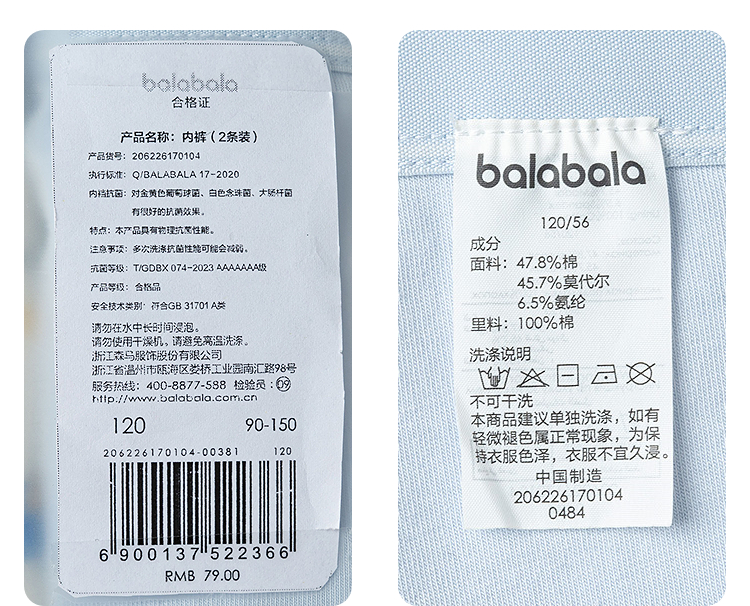 balabala
合格证
产品名称：内裤（2条装）
产品货号：206226170104
执行标准：Q/BALABALA 17-2020
内裆抗菌：对金黄色葡萄球菌、白色念珠菌、大肠杆菌
有很好的抗菌效果。
特点：本产品具有物理抗菌性能。
注意事项：多次洗涤抗菌性能可能会减弱。
抗菌等级：T/GDBX 074-2023 AAAAAAA级
产品等级：合格品
安全技术类别：符合GB 31701 A类
请勿在水中长时间浸泡。
请勿使用干燥机，请避免高温洗涤。
浙江森马服饰股份有限公司
浙江省温州市瓯海区娄桥工业园南汇路98号
服务热线：400-8877-588 检验员：09
http://www.balabala.com.cn
120 90-150
206226170104-00381 120
6 900137 522366
RMB 79.00
balabala
120/56
成分
面料：47.8%棉
45.7%莫代尔
6.5%氨纶
里料：100%棉
洗涤说明
不可干洗
本商品建议单独洗涤，如有
轻微褪色属正常现象，为保
持衣服色泽，衣服不宜久浸。
中国制造
206226170104
0484